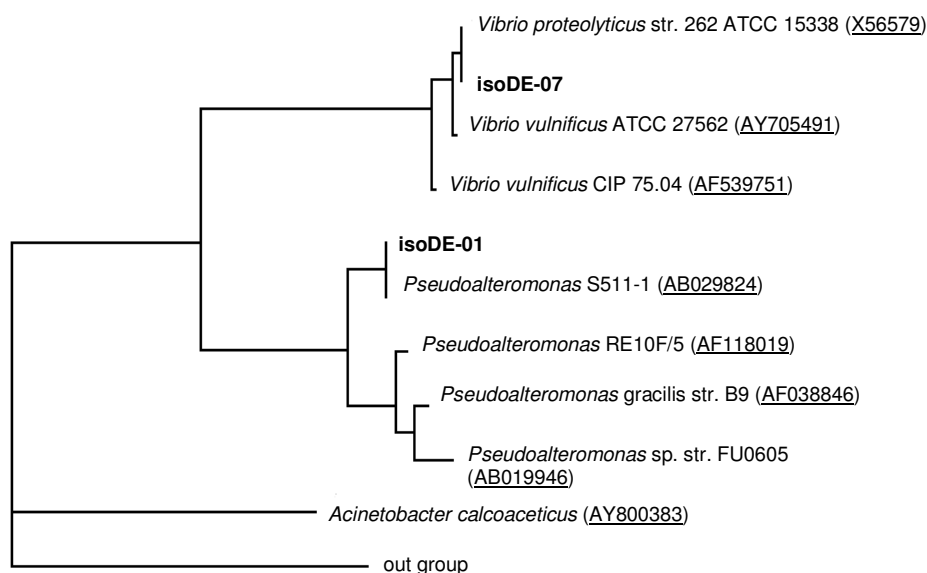 Vibrio proteolyticus str. 262 ATCC 15338 (X56579)
isoDE-07
Vibrio vulnificus ATCC 27562 (AY705491)
Vibrio vulnificus CIP 75.04 (AF539751)
isoDE-01
Pseudoalteromonas S511-1 (AB029824)
Pseudoalteromonas RE10F/5 (AF118019)
Pseudoalteromonas gracilis str. B9 (AF038846)
Pseudoalteromonas sp. str. FU0605
(AB019946)
Acinetobacter calcoaceticus (AY800383)
out group